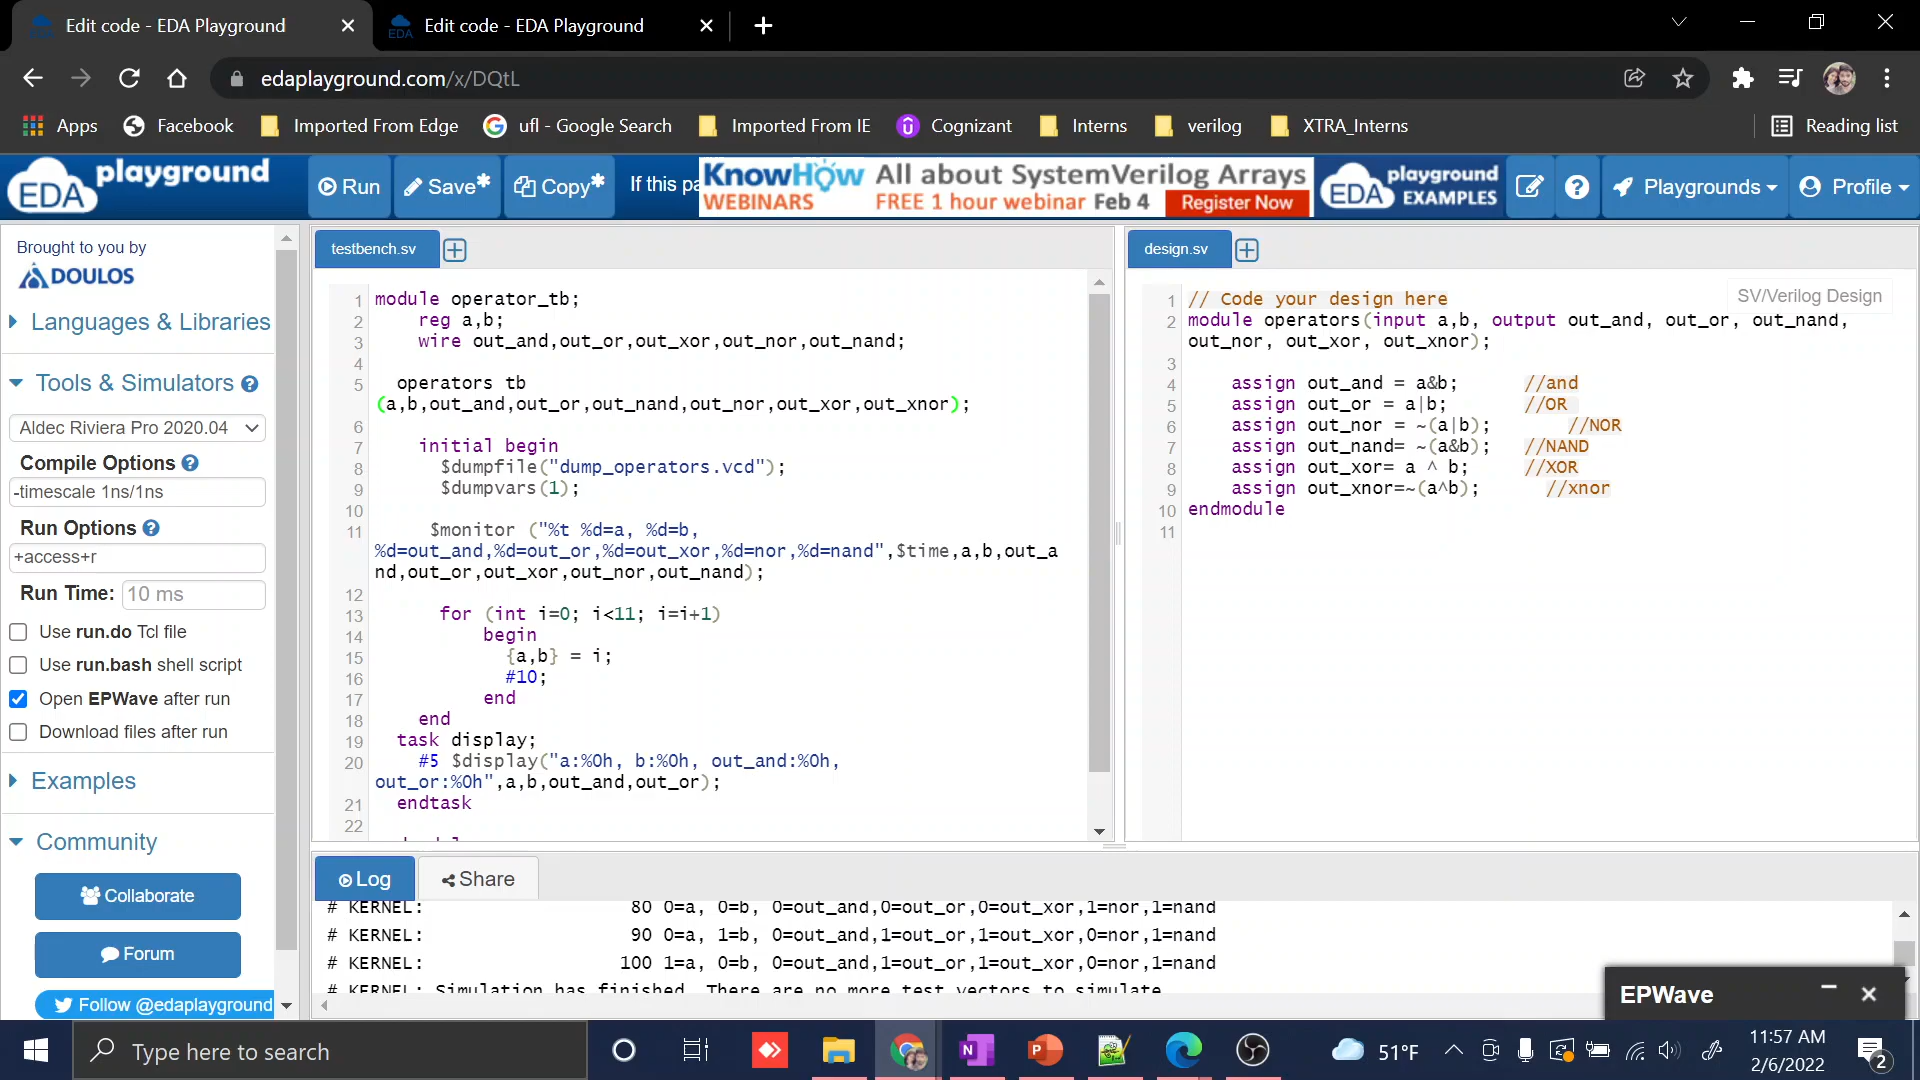 Edit code - EDA Playground
EDA Edit code - EDA Playground
edaplayground.com/x/DQtL
Apps Facebook Imported From Edge ufl - Google Search Imported From IE Cognizant Interns verilog XTRA_Interns Reading list
EDA playground Run Save* Copy* If this pa KnowHow WEBINARS All about SystemVerilog Arrays FREE 1 hour webinar Feb 4 Register Now EDA playground EXAMPLES Playgrounds Profile
Brought to you by
DOULOS
Languages & Libraries
Tools & Simulators
Aldec Riviera Pro 2020.04
Compile Options
-timescale 1ns/1ns
Run Options
+access+r
Run Time: 10 ms
Use run.do Tcl file
Use run.bash shell script
Open EPWave after run
Download files after run
Examples
Community
Collaborate
Forum
Follow @edaplayground
testbench.sv
1 module operator_tb;
2 reg a,b;
3 wire out_and,out_or,out_xor,out_nor,out_nand;
4
5 operators tb
(a,b,out_and,out_or,out_nand,out_nor,out_xor,out_xnor);
6
7 initial begin
8 $dumpfile("dump_operators.vcd");
9 $dumpvars(1);
10
11 $monitor ("%t %d=a, %d=b,
%d=out_and,%d=out_or,%d=out_xor,%d=nor,%d=nand",$time,a,b,out_a
nd,out_or,out_xor,out_nor,out_nand);
12
13 for (int i=0; i<11; i=i+1)
14 begin
15 {a,b} = i;
16 #10;
17 end
18 end
19 task display;
20 #5 $display("a:%0h, b:%0h, out_and:%0h,
out_or:%0h",a,b,out_and,out_or);
21 endtask
22
design.sv
SV/Verilog Design
1 // Code your design here
2 module operators(input a,b, output out_and, out_or, out_nand,
out_nor, out_xor, out_xnor);
3
4 assign out_and = a&b; //and
5 assign out_or = a|b; //OR
6 assign out_nor = ~(a|b); //NOR
7 assign out_nand= ~(a&b); //NAND
8 assign out_xor= a ^ b; //XOR
9 assign out_xnor=~(a^b); //xnor
10 endmodule
11
Log Share
# KERNEL: 80 0=a, 0=b, 0=out_and,0=out_or,0=out_xor,1=nor,1=nand
# KERNEL: 90 0=a, 1=b, 0=out_and,1=out_or,1=out_xor,0=nor,1=nand
# KERNEL: 100 1=a, 0=b, 0=out_and,1=out_or,1=out_xor,0=nor,1=nand
# KERNEL: Simulation has finished. There are no more test vectors to simulate
EPWave
Type here to search
51°F
11:57 AM
2/6/2022
2